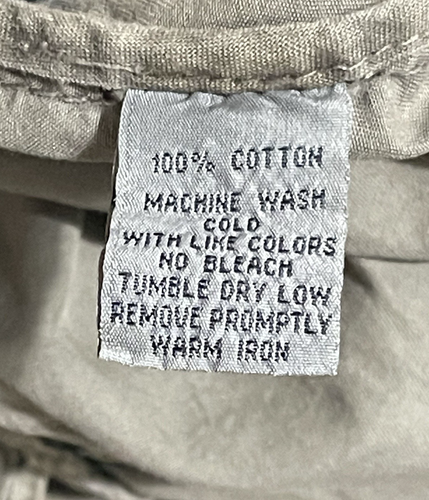 100% COTTON
MACHINE WASH
COLD
WITH LIKE COLORS
NO BLEACH
TUMBLE DRY LOW
REMOVE PROMPTLY
WARM IRON